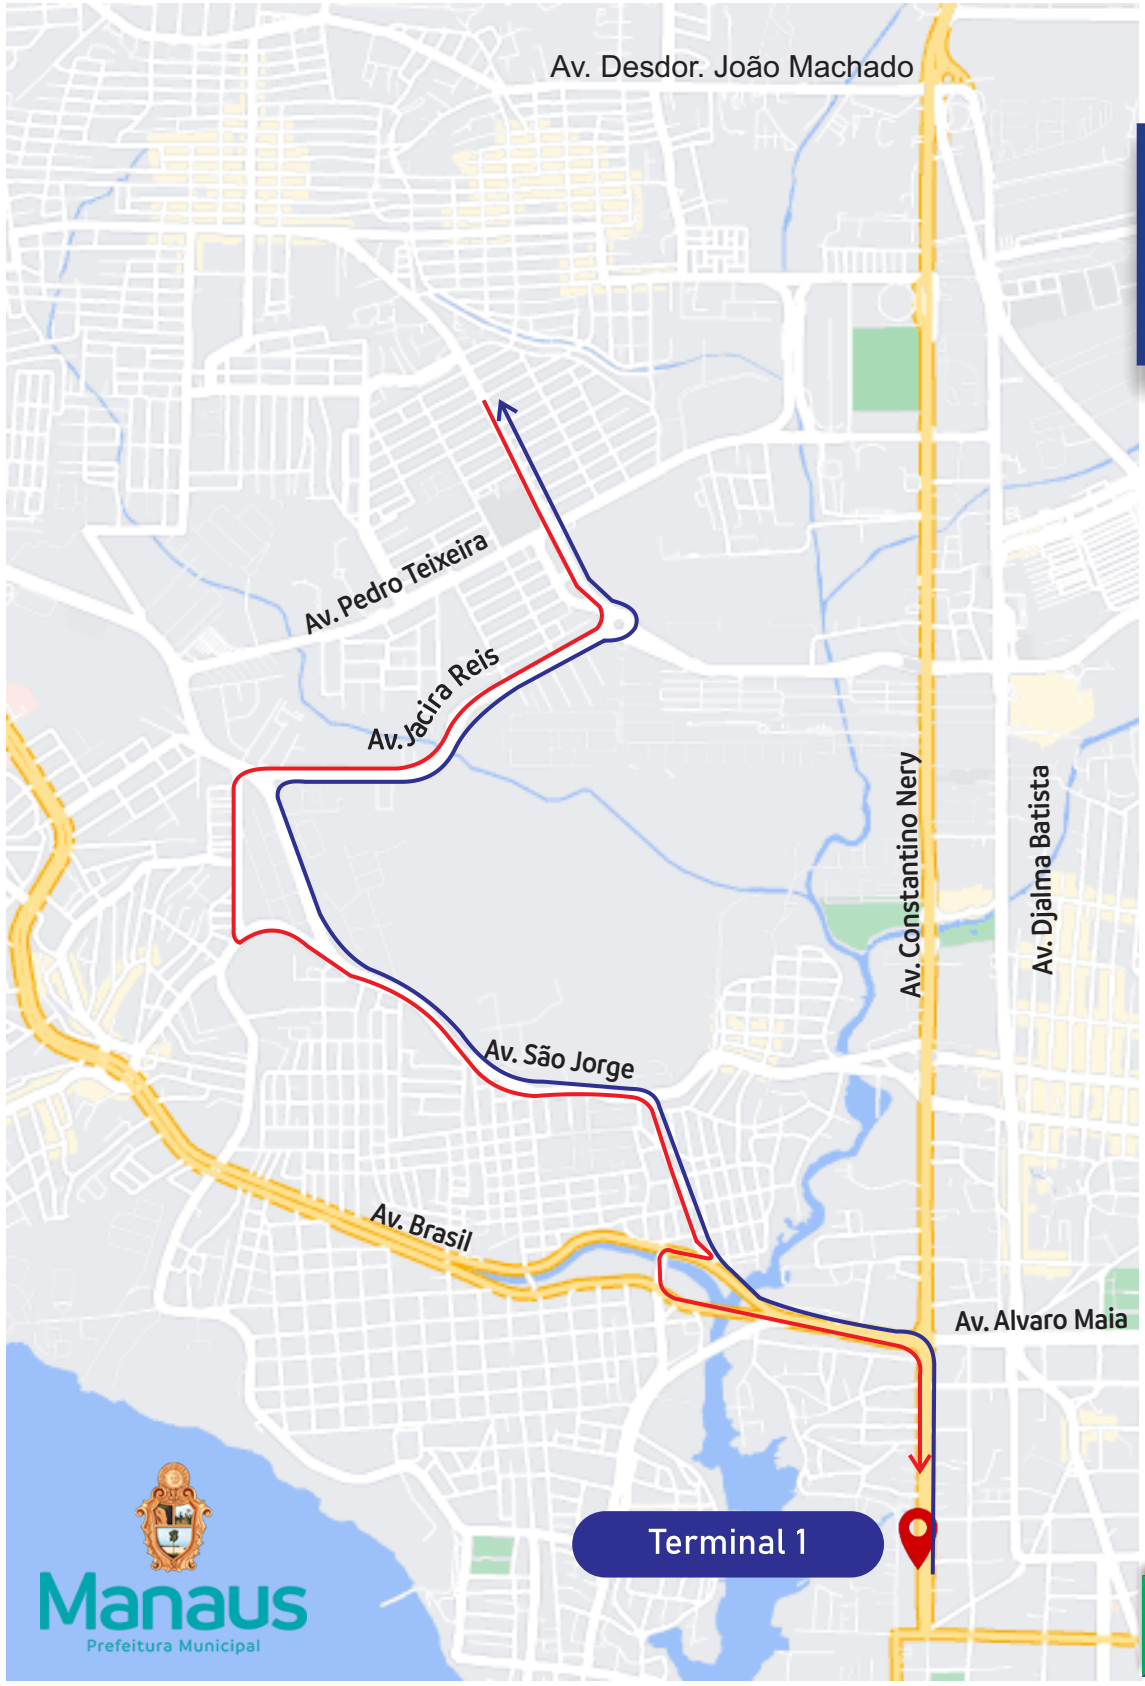 Av. Desdor. João Machado
Av. Pedro Teixeira
Av. Jacira Reis
Av. Constantino Nery
Av. Djalma Batista
Av. São Jorge
Av. Brasil
Av. Alvaro Maia
Terminal 1
Manaus
Prefeitura Municipal